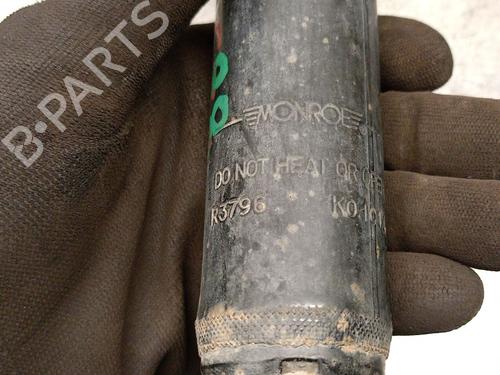 B·PARTS
MONROE
DO NOT HEAT OR
R3796